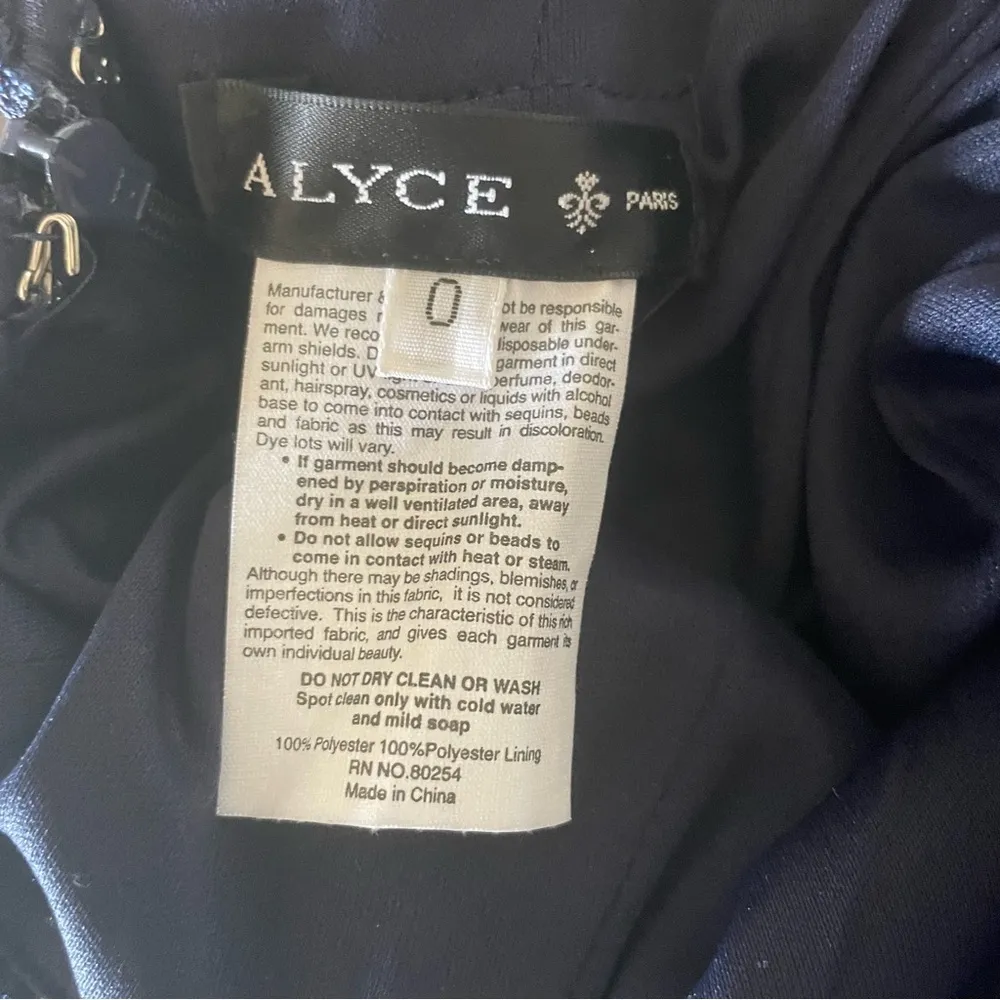 ALYCE PARIS
0
Manufacturer & ot be responsible
for damages wear of this gar-
ment. We reco disposable under-
arm shields. D garment in direct
sunlight or UV perfume, deodor-
ant, hairspray, cosmetics or liquids with alcohol
base to come into contact with sequins, beads
and fabric as this may result in discoloration.
Dye lots will vary.
• If garment should become damp-
ened by perspiration or moisture,
dry in a well ventilated area, away
from heat or direct sunlight.
• Do not allow sequins or beads to
come in contact with heat or steam.
Although there may be shadings, blemishes, or
imperfections in this fabric, it is not considered
defective. This is the characteristic of this rich
imported fabric, and gives each garment its
own individual beauty.
DO NOT DRY CLEAN OR WASH
Spot clean only with cold water
and mild soap
100% Polyester 100%Polyester Lining
RN NO.80254
Made in China